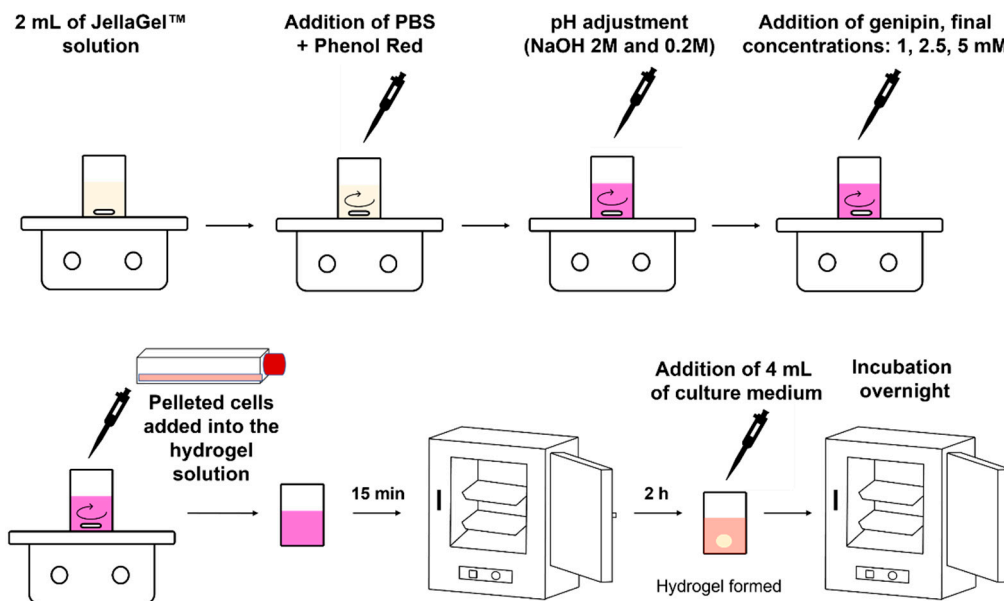 2 mL of JellaGel™
solution
Addition of PBS
+ Phenol Red
pH adjustment
(NaOH 2M and 0.2M)
Addition of genipin, final
concentrations: 1, 2.5, 5 mM
Pelleted cells
added into the
hydrogel
solution
15 min
2 h
Addition of 4 mL
of culture medium
Hydrogel formed
Incubation
overnight